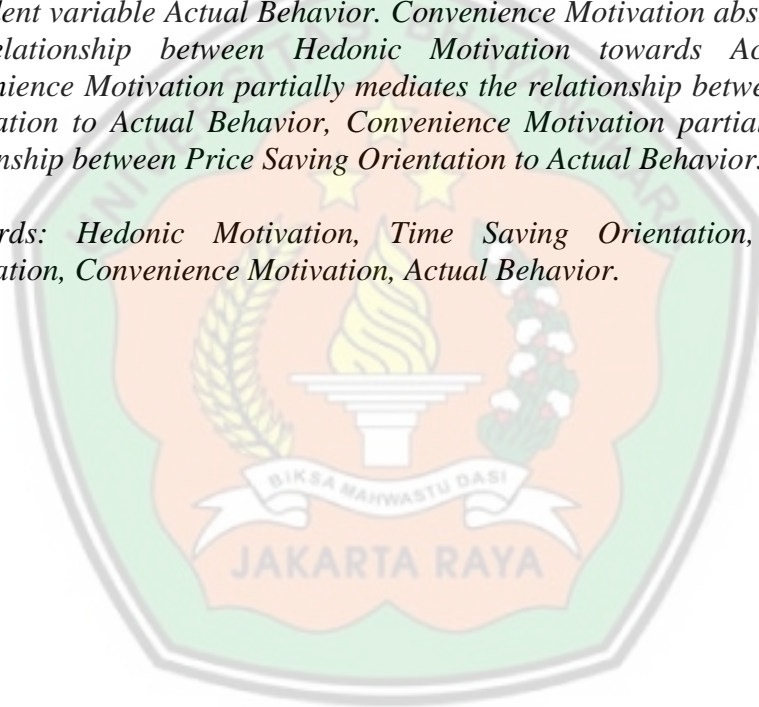 dent variable Actual Behavior. Convenience Motivation abs
elationship between Hedonic Motivation towards Ac
nience Motivation partially mediates the relationship betwe
ation to Actual Behavior, Convenience Motivation partial
nship between Price Saving Orientation to Actual Behavior.
rds: Hedonic Motivation, Time Saving Orientation,
ation, Convenience Motivation, Actual Behavior.
BIKSA MAHWASTU DASI
JAKARTA RAYA